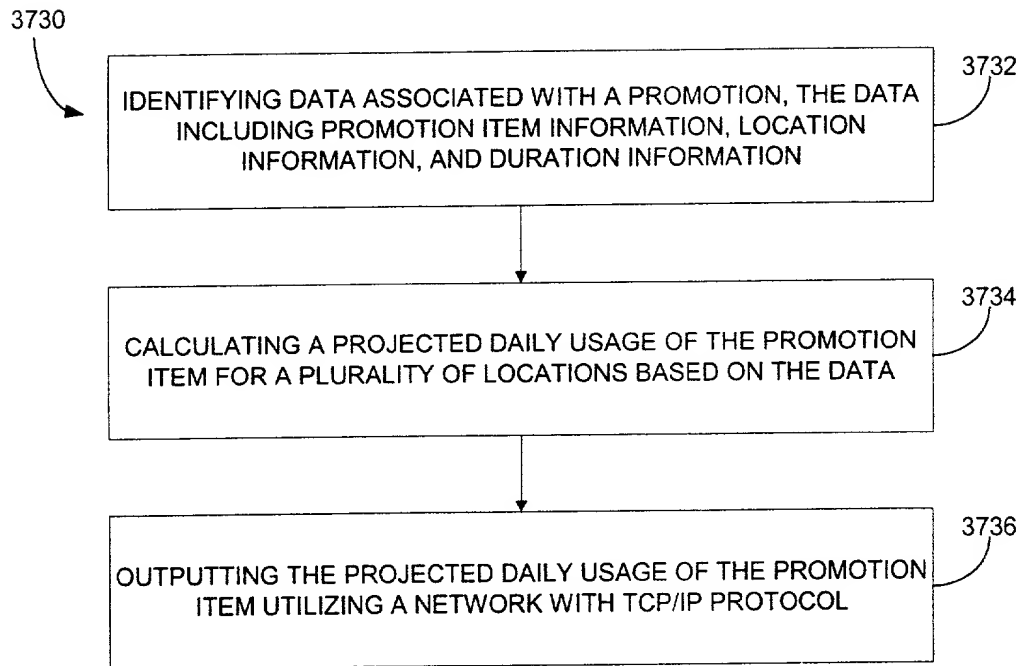 3730
3732
IDENTIFYING DATA ASSOCIATED WITH A PROMOTION, THE DATA
INCLUDING PROMOTION ITEM INFORMATION, LOCATION
INFORMATION, AND DURATION INFORMATION
3734
CALCULATING A PROJECTED DAILY USAGE OF THE PROMOTION
ITEM FOR A PLURALITY OF LOCATIONS BASED ON THE DATA
3736
OUTPUTTING THE PROJECTED DAILY USAGE OF THE PROMOTION
ITEM UTILIZING A NETWORK WITH TCP/IP PROTOCOL